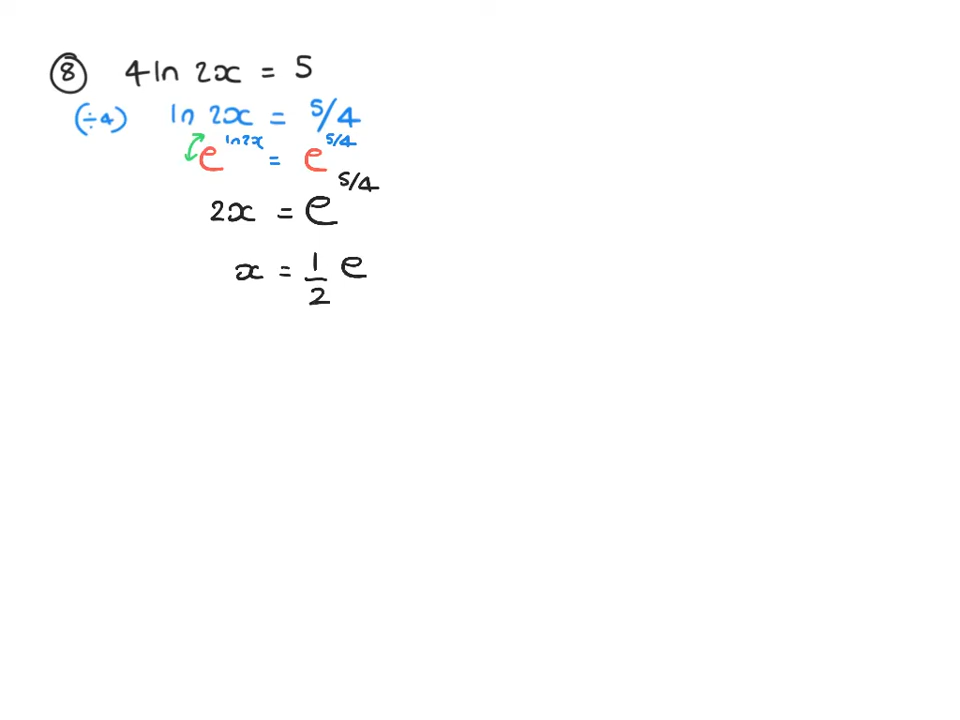 ⑧ 4 ln 2x = 5
(÷4) ln 2x = 5/4
e^(ln 2x) = e^(5/4)
2x = e^(5/4)
x = 1/2 e